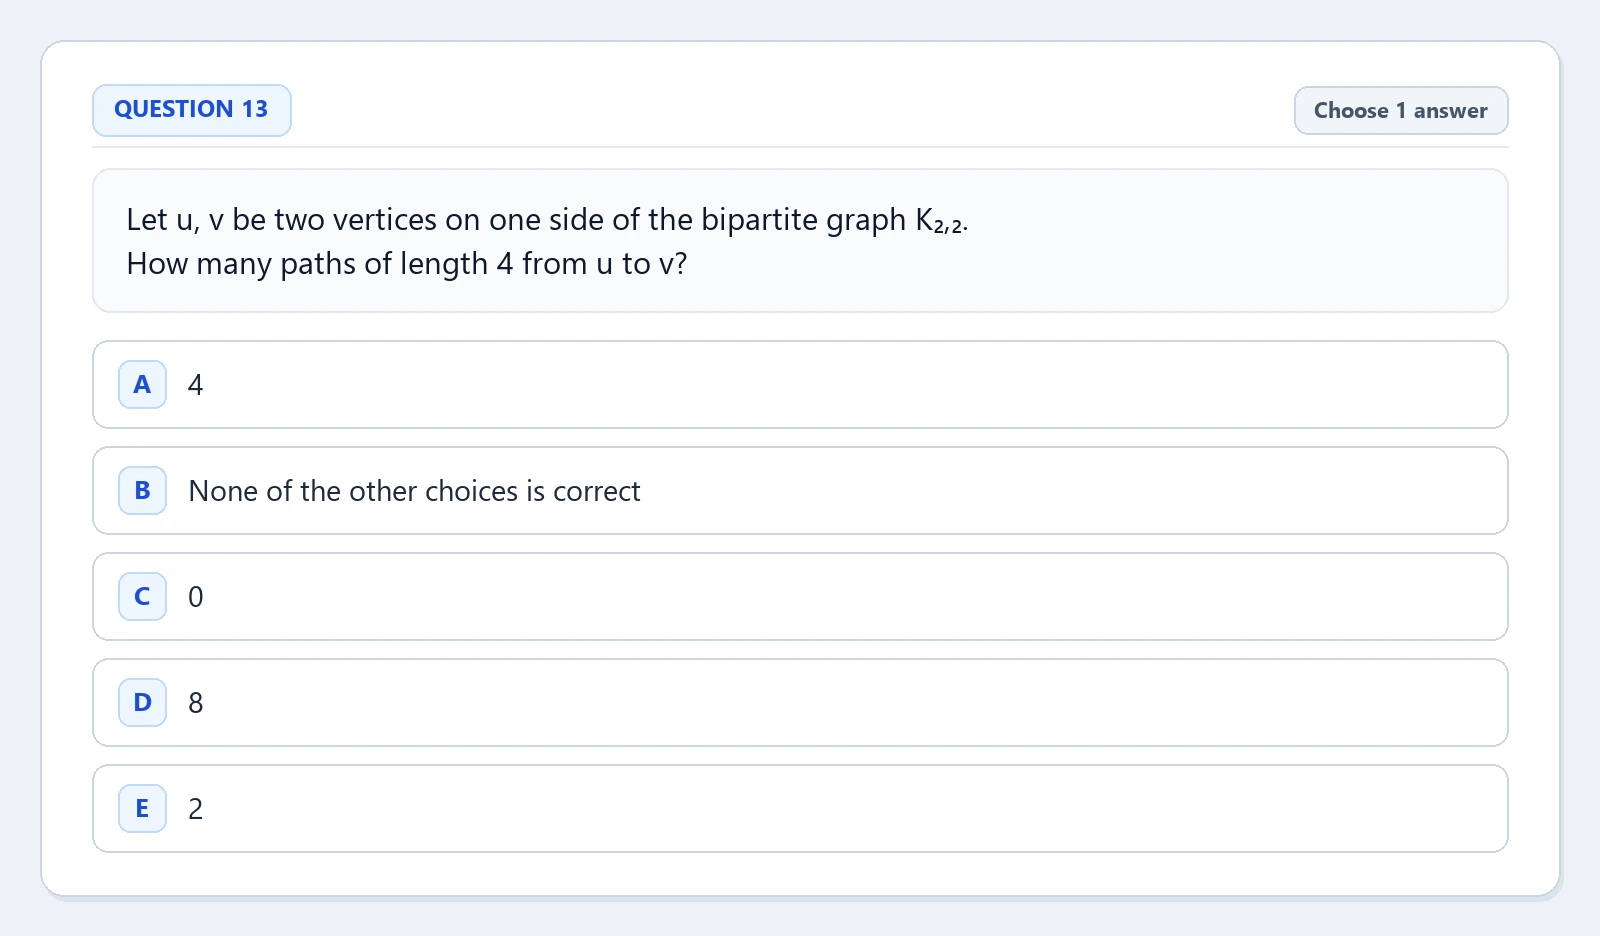 QUESTION 13
Choose 1 answer
Let u, v be two vertices on one side of the bipartite graph K₂,₂.
How many paths of length 4 from u to v?
A 4
B None of the other choices is correct
C 0
D 8
E 2